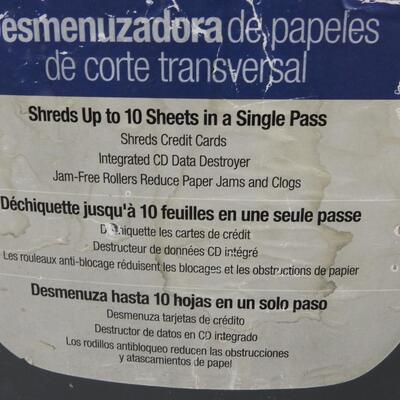 Desmenuzadora de papeles
de corte transversal
Shreds Up to 10 Sheets in a Single Pass
Shreds Credit Cards
Integrated CD Data Destroyer
Jam-Free Rollers Reduce Paper Jams and Clogs
Déchiquette jusqu'à 10 feuilles en une seule passe
Déchiquette les cartes de crédit
Destructeur de données CD intégré
Les rouleaux anti-blocage réduisent les blocages et les obstructions de papier
Desmenuza hasta 10 hojas en un solo paso
Desmenuza tarjetas de crédito
Destructor de datos en CD integrado
Los rodillos antibloqueo reducen las obstrucciones
y atascamientos de papel